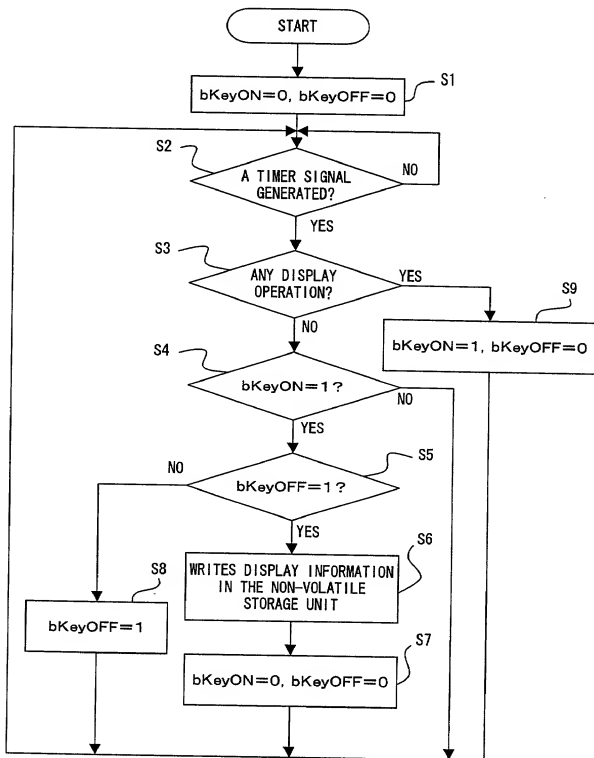 START
S1
bKeyON=0, bKeyOFF=0
S2
A TIMER SIGNAL
GENERATED?
NO
YES
S3
ANY DISPLAY
OPERATION?
YES
S9
bKeyON=1, bKeyOFF=0
NO
S4
bKeyON=1?
NO
YES
S5
NO
bKeyOFF=1?
YES
S6
WRITES DISPLAY INFORMATION
IN THE NON-VOLATILE
STORAGE UNIT
S8
bKeyOFF=1
S7
bKeyON=0, bKeyOFF=0